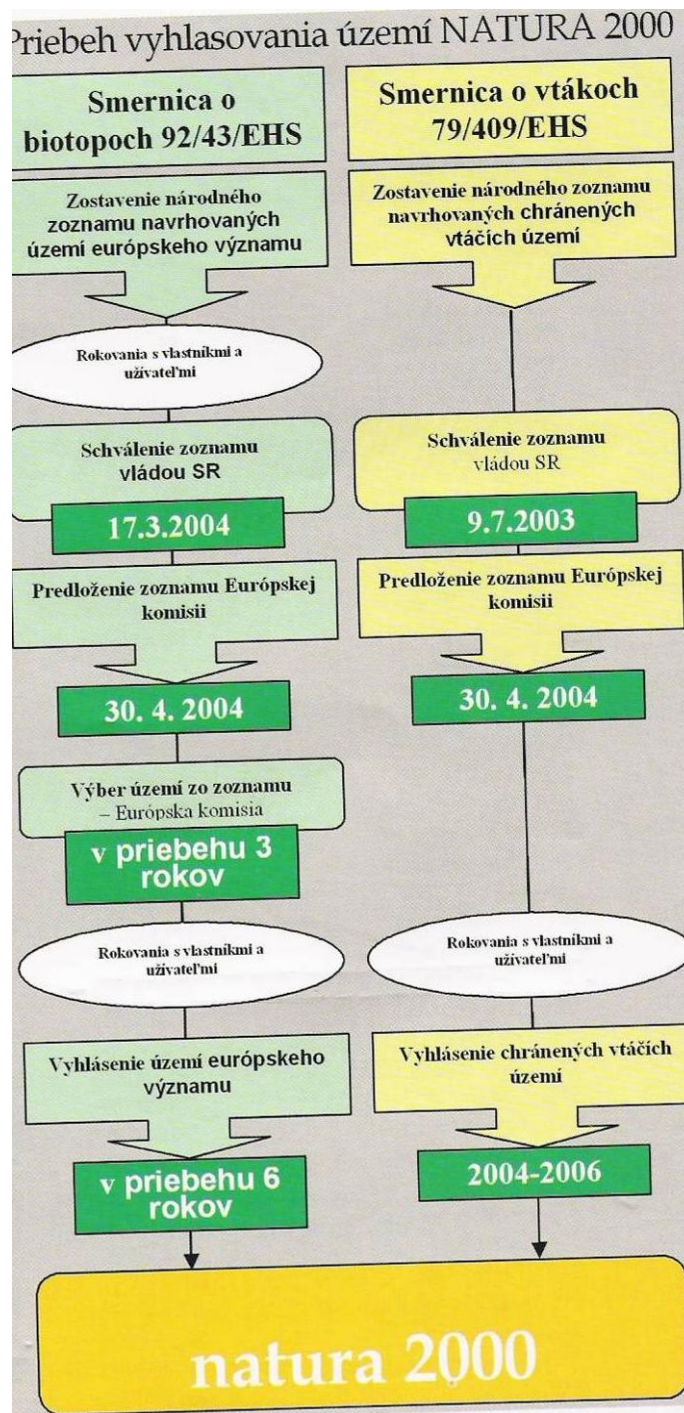 Priebeh vyhlasovania území NATURA 2000
Smernica o
biotopoch 92/43/EHS
Zostavenie národného
zoznamu navrhovaných
území európskeho významu
Rokovania s vlastníkmi a
užívateľmi
Schválenie zoznamu
vládou SR
17.3.2004
Predloženie zoznamu Európskej
komisii
30. 4. 2004
Výber území zo zoznamu
– Európska komisia
v priebehu 3
rokov
Rokovania s vlastníkmi a
užívateľmi
Vyhlásenie území európskeho
významu
v priebehu 6
rokov
Smernica o vtákoch
79/409/EHS
Zostavenie národného zoznamu
navrhovaných chránených
vtáčích území
Schválenie zoznamu
vládou SR
9.7.2003
Predloženie zoznamu Európskej
komisii
30. 4. 2004
Rokovania s vlastníkmi a
užívateľmi
Vyhlásenie chránených vtáčích
území
2004-2006
natura 2000